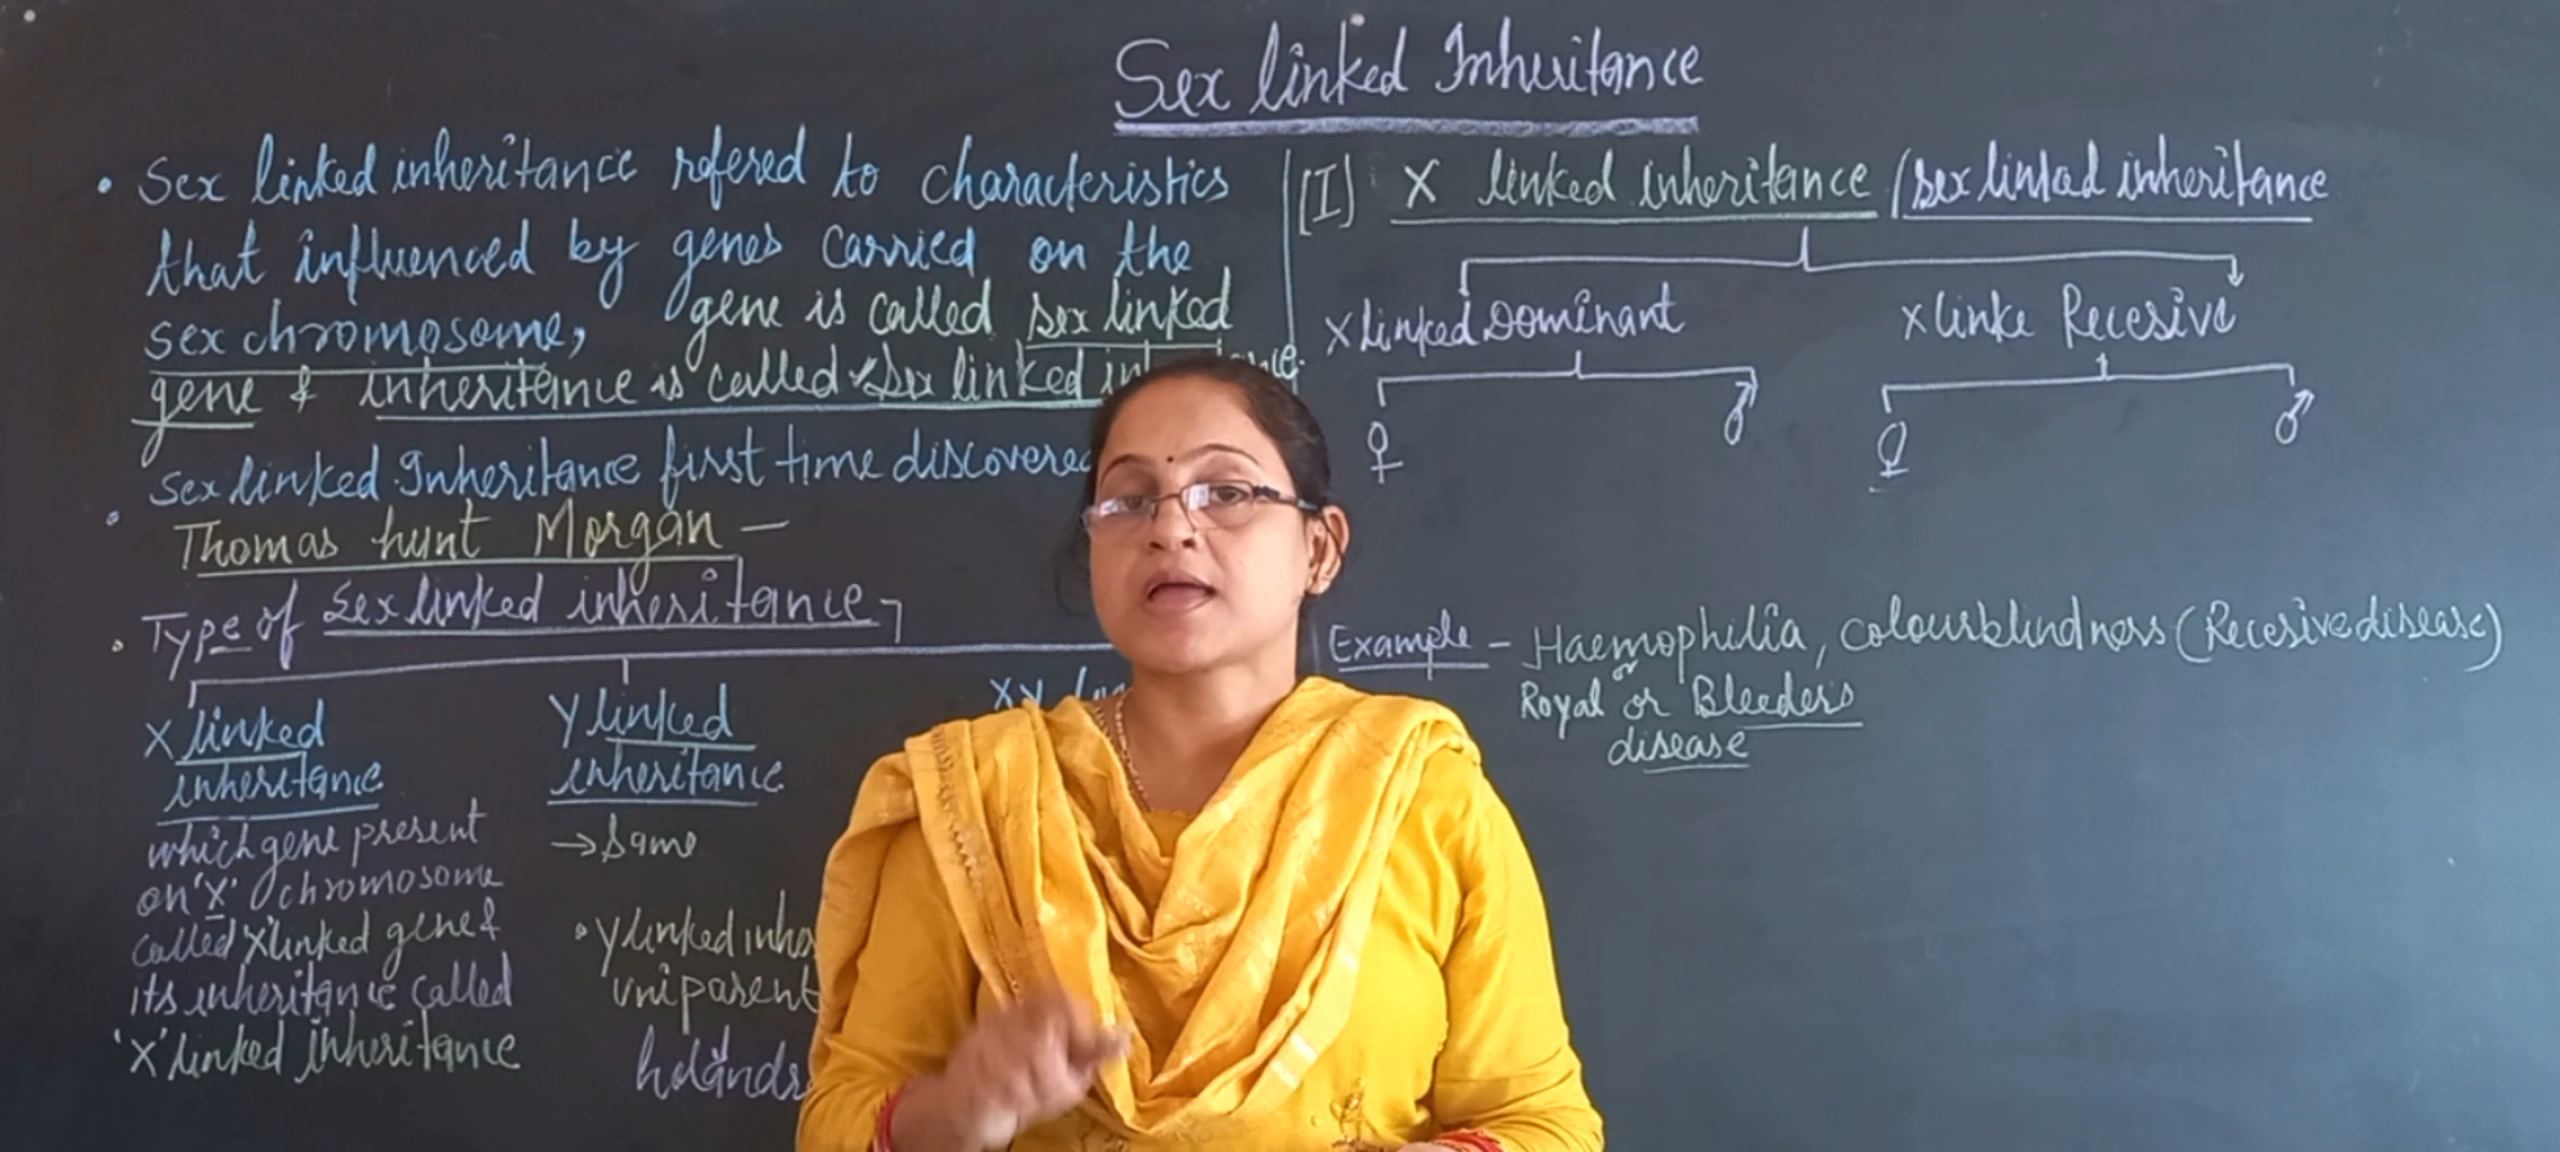 Sex linked Inheritance
• Sex linked inheritance refered to characteristics
that influenced by genes carried on the
sex chromosome, gene is called sex linked
gene & inheritance is called sex linked
• Sex linked Inheritance first time discovered
Thomas hunt Morgan –
• Type of Sex linked inheritance
X linked
inheritance
which gene present
on 'X' chromosome
called 'X' linked gene &
its inheritance called
'X' linked inheritance
Y linked
inheritance
→ Same
• Y linked
XY
[I] X linked inheritance / sex linked inheritance
X linked Dominant
X linke Recesive
♀ ♂
♀ ♂
Example – Haemophilia, colourblindness (Recesive disease)
or
Royal or Bleeders
disease